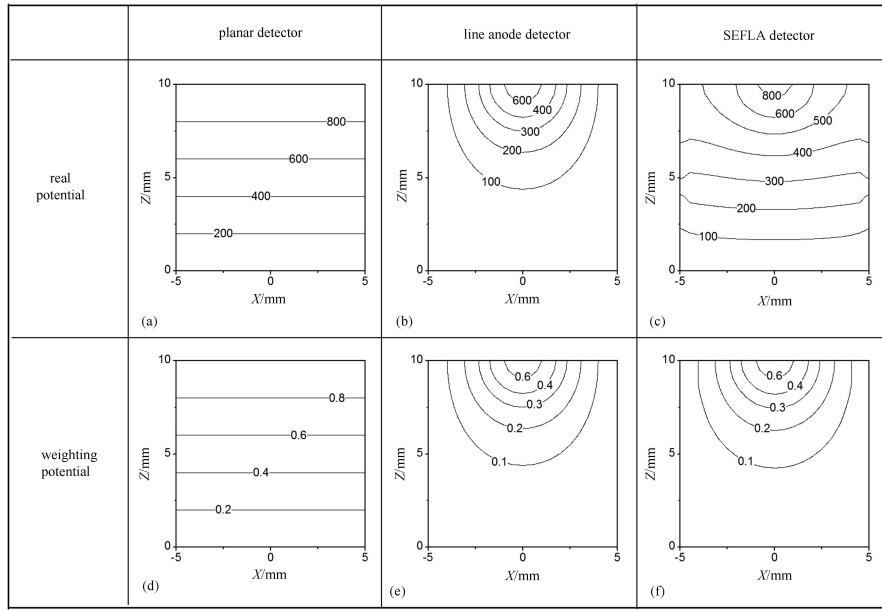 planar detector
line anode detector
SEFLA detector
real
potential
10
5
0
Z/mm
800
600
400
200
-5
0
5
X/mm
(a)
10
5
0
Z/mm
600
400
300
200
100
-5
0
5
X/mm
(b)
10
5
0
Z/mm
800
600
500
400
300
200
100
-5
0
5
X/mm
(c)
weighting
potential
10
5
0
Z/mm
0.8
0.6
0.4
0.2
-5
0
5
X/mm
(d)
10
5
0
Z/mm
0.6
0.4
0.3
0.2
0.1
-5
0
5
X/mm
(e)
10
5
0
Z/mm
0.6
0.4
0.3
0.2
0.1
-5
0
5
X/mm
(f)